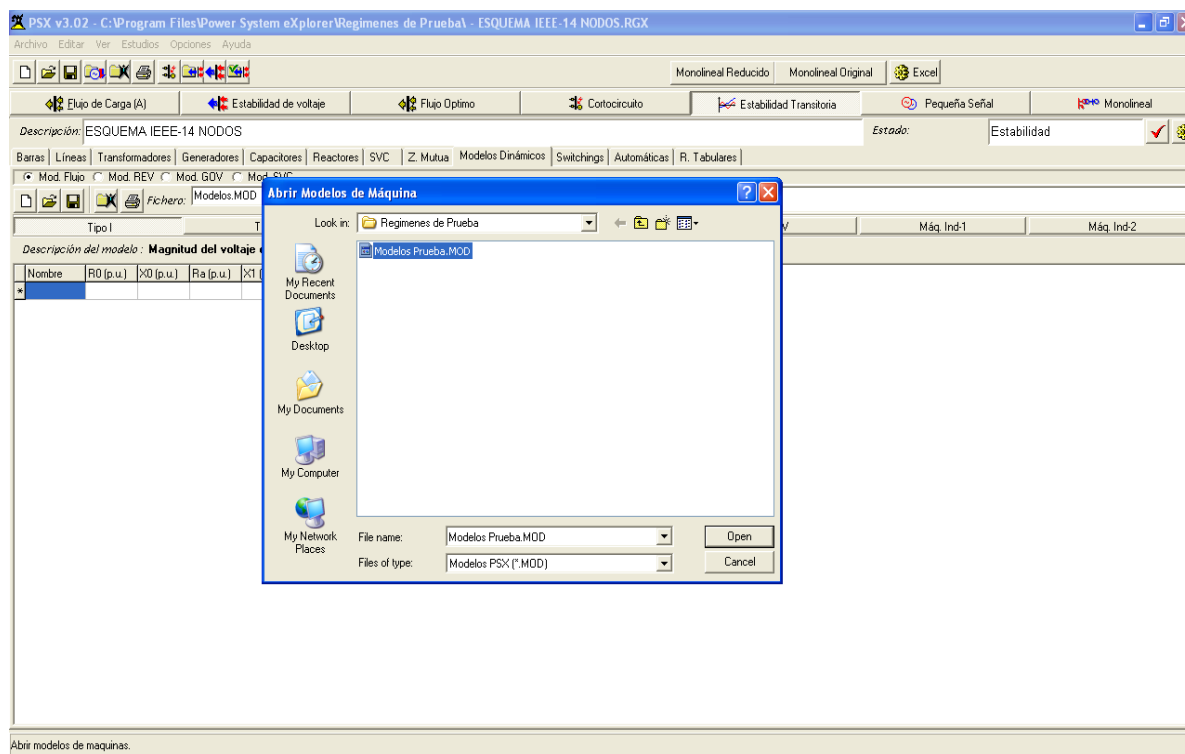 PSX v3.02 - C:\Program Files\Power System eXplorer\Regimenes de Prueba\ - ESQUEMA IEEE-14 NODOS.RGX
Archivo Editar Ver Estudios Opciones Ayuda
Monolineal Reducido Monolineal Original Excel
Flujo de Carga (A) Estabilidad de voltaje Flujo Optimo Cortocircuito Estabilidad Transitoria Pequeña Señal Monolineal
Descripción: ESQUEMA IEEE-14 NODOS Estado: Estabilidad
Barras Líneas Transformadores Generadores Capacitores Reactores SVC Z. Mutua Modelos Dinámicos Switchings Automáticas R. Tabulares
Mod. Flujo Mod. REV Mod. GOV Mod. SVC
Fichero: Modelos.MOD
Tipo I T V Máq. Ind-1 Máq. Ind-2
Descripción del modelo : Magnitud del voltaje
Nombre R0 (p.u.) X0 (p.u.) Ra (p.u.) X1 (
*
Abrir Modelos de Máquina
Look in: Regimenes de Prueba
Modelos Prueba.MOD
My Recent
Documents
Desktop
My Documents
My Computer
My Network
Places
File name: Modelos Prueba.MOD Open
Files of type: Modelos PSX (*.MOD) Cancel
Abrir modelos de maquinas.